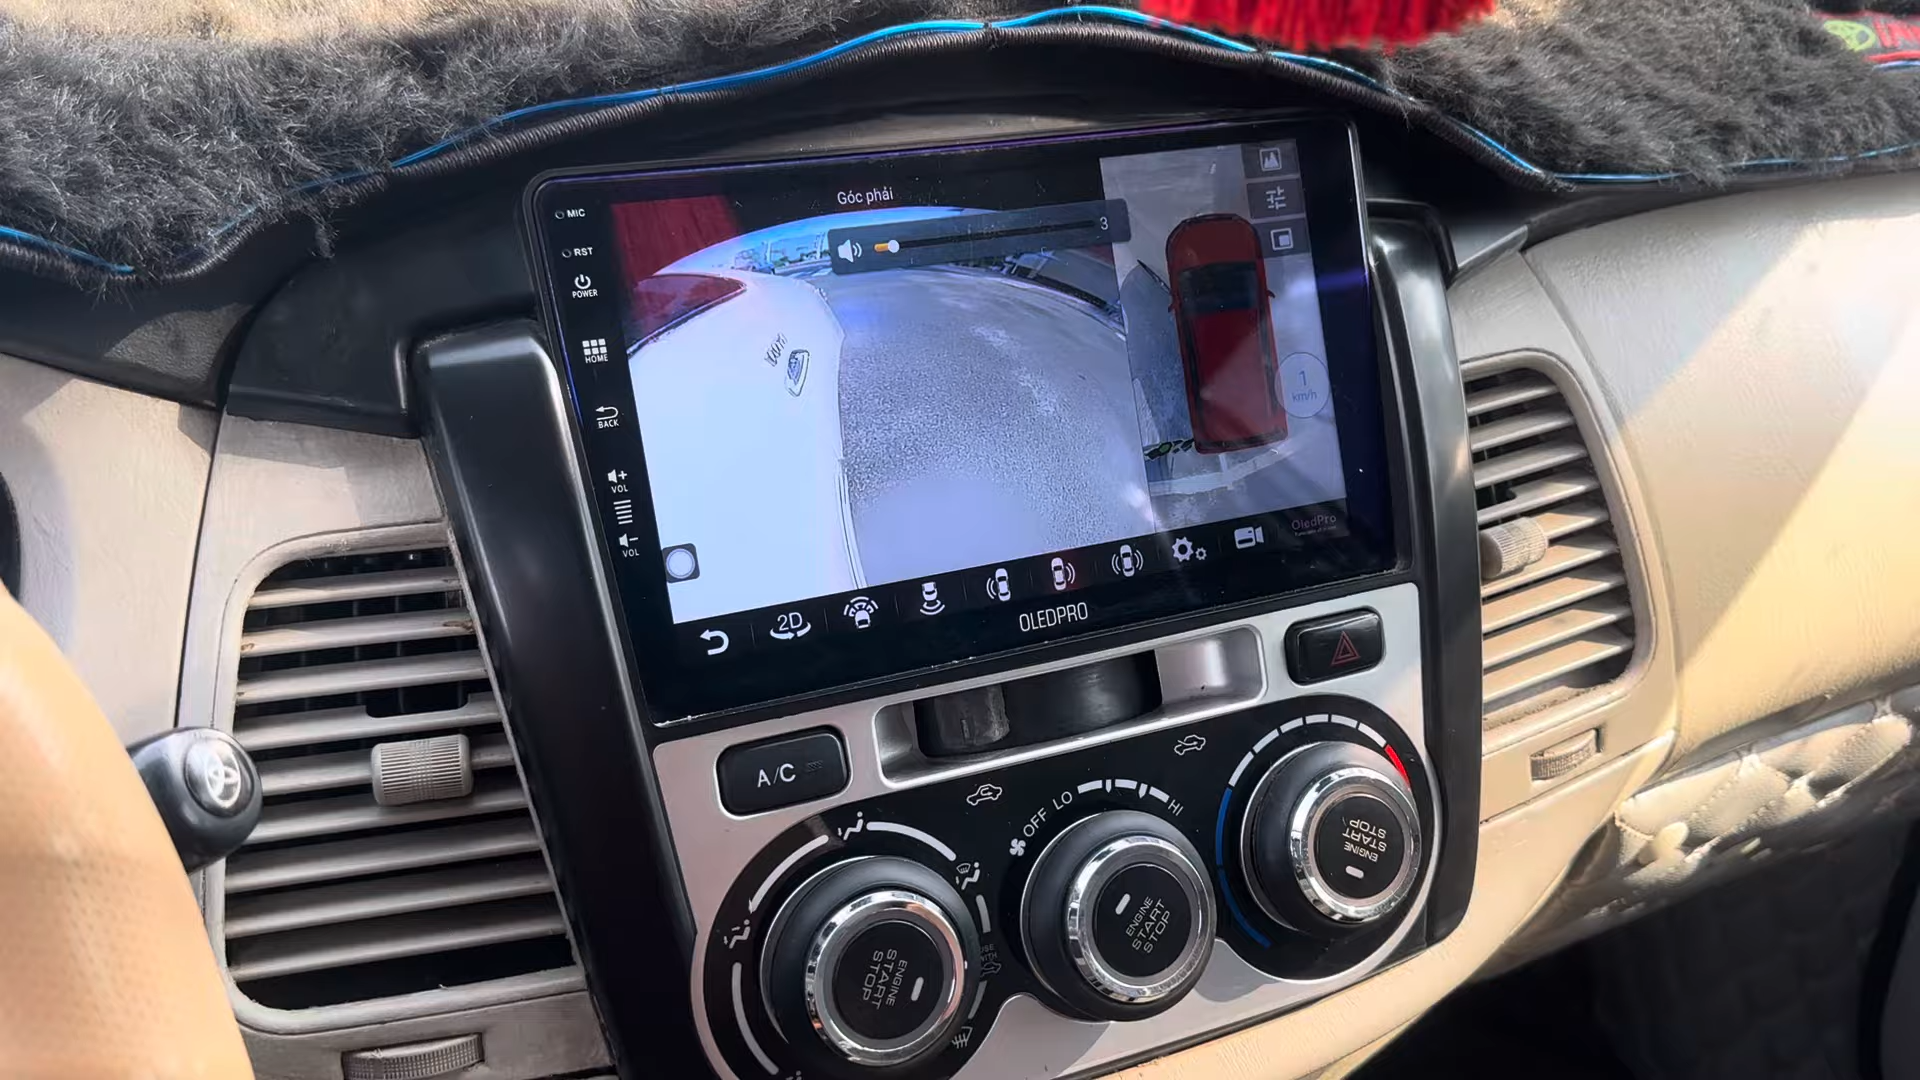 MIC
RST
POWER
HOME
BACK
VOL
VOL
Góc phải
3
1
km/h
2D
OledPro
OLEDPRO
A/C
OFF LO HI
ENGINE
START
STOP
ENGINE
START
STOP
ENGINE
START
STOP